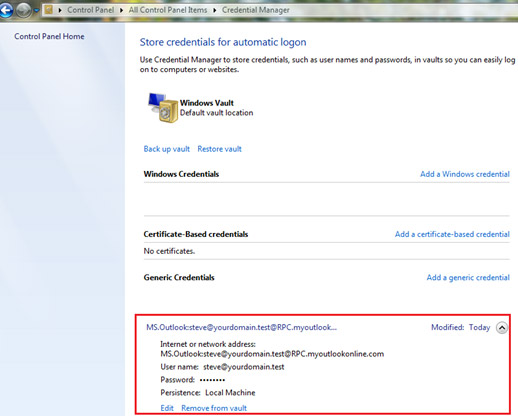 Control Panel All Control Panel Items Credential Manager
Control Panel Home
Store credentials for automatic logon
Use Credential Manager to store credentials, such as user names and passwords, in vaults so you can easily log
on to computers or websites.
Windows Vault
Default vault location
Back up vault Restore vault
Windows Credentials Add a Windows credential
Certificate-Based credentials Add a certificate-based credential
No certificates.
Generic Credentials Add a generic credential
MS.Outlook:steve@yourdomain.test@RPC.myoutlook... Modified: Today
Internet or network address:
MS.Outlook:steve@yourdomain.test@RPC.myoutlookonline.com
User name: steve@yourdomain.test
Password: ••••••••
Persistence: Local Machine
Edit Remove from vault